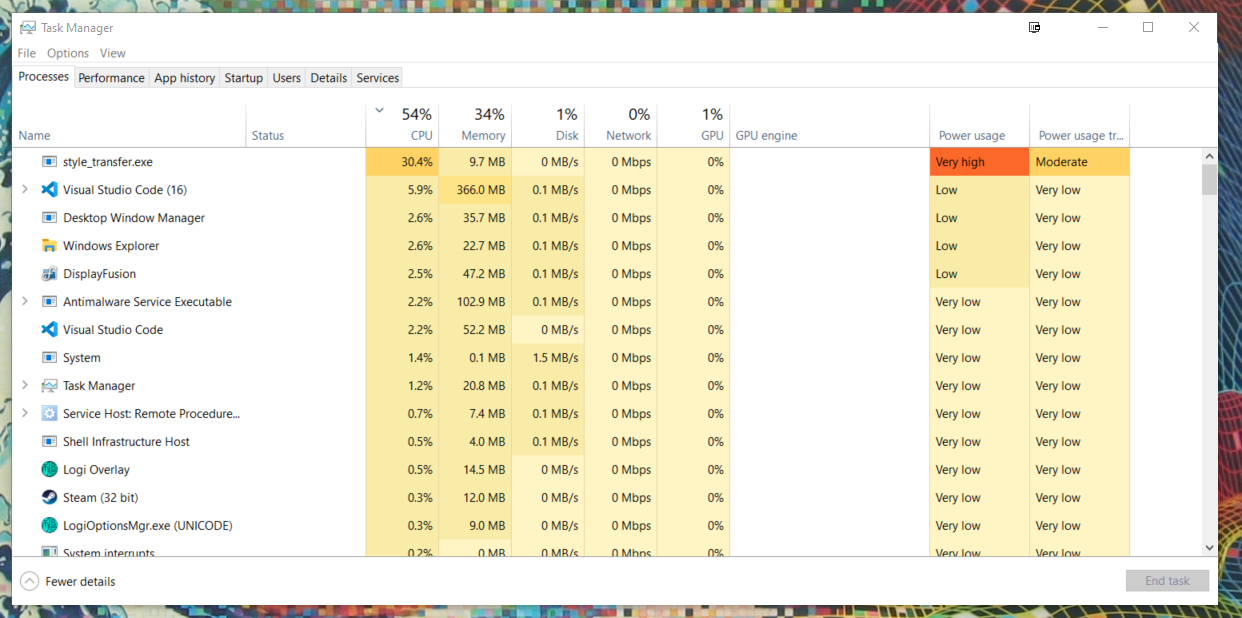 Task Manager
File Options View
Processes Performance App history Startup Users Details Services
54% 34% 1% 0% 1%
Name Status CPU Memory Disk Network GPU GPU engine Power usage Power usage tr...
style_transfer.exe 30.4% 9.7 MB 0 MB/s 0 Mbps 0% Very high Moderate
Visual Studio Code (16) 5.9% 366.0 MB 0.1 MB/s 0 Mbps 0% Low Very low
Desktop Window Manager 2.6% 35.7 MB 0.1 MB/s 0 Mbps 0% Low Very low
Windows Explorer 2.6% 22.7 MB 0.1 MB/s 0 Mbps 0% Low Very low
DisplayFusion 2.5% 47.2 MB 0.1 MB/s 0 Mbps 0% Low Very low
Antimalware Service Executable 2.2% 102.9 MB 0.1 MB/s 0 Mbps 0% Very low Very low
Visual Studio Code 2.2% 52.2 MB 0 MB/s 0 Mbps 0% Very low Very low
System 1.4% 0.1 MB 1.5 MB/s 0 Mbps 0% Very low Very low
Task Manager 1.2% 20.8 MB 0.1 MB/s 0 Mbps 0% Very low Very low
Service Host: Remote Procedure... 0.7% 7.4 MB 0.1 MB/s 0 Mbps 0% Very low Very low
Shell Infrastructure Host 0.5% 4.0 MB 0.1 MB/s 0 Mbps 0% Very low Very low
Logi Overlay 0.5% 14.5 MB 0 MB/s 0 Mbps 0% Very low Very low
Steam (32 bit) 0.3% 12.0 MB 0 MB/s 0 Mbps 0% Very low Very low
LogiOptionsMgr.exe (UNICODE) 0.3% 9.0 MB 0 MB/s 0 Mbps 0% Very low Very low
System interrupts 0.2% 0 MB 0 MB/s 0 Mbps 0% Very low Very low
Fewer details End task